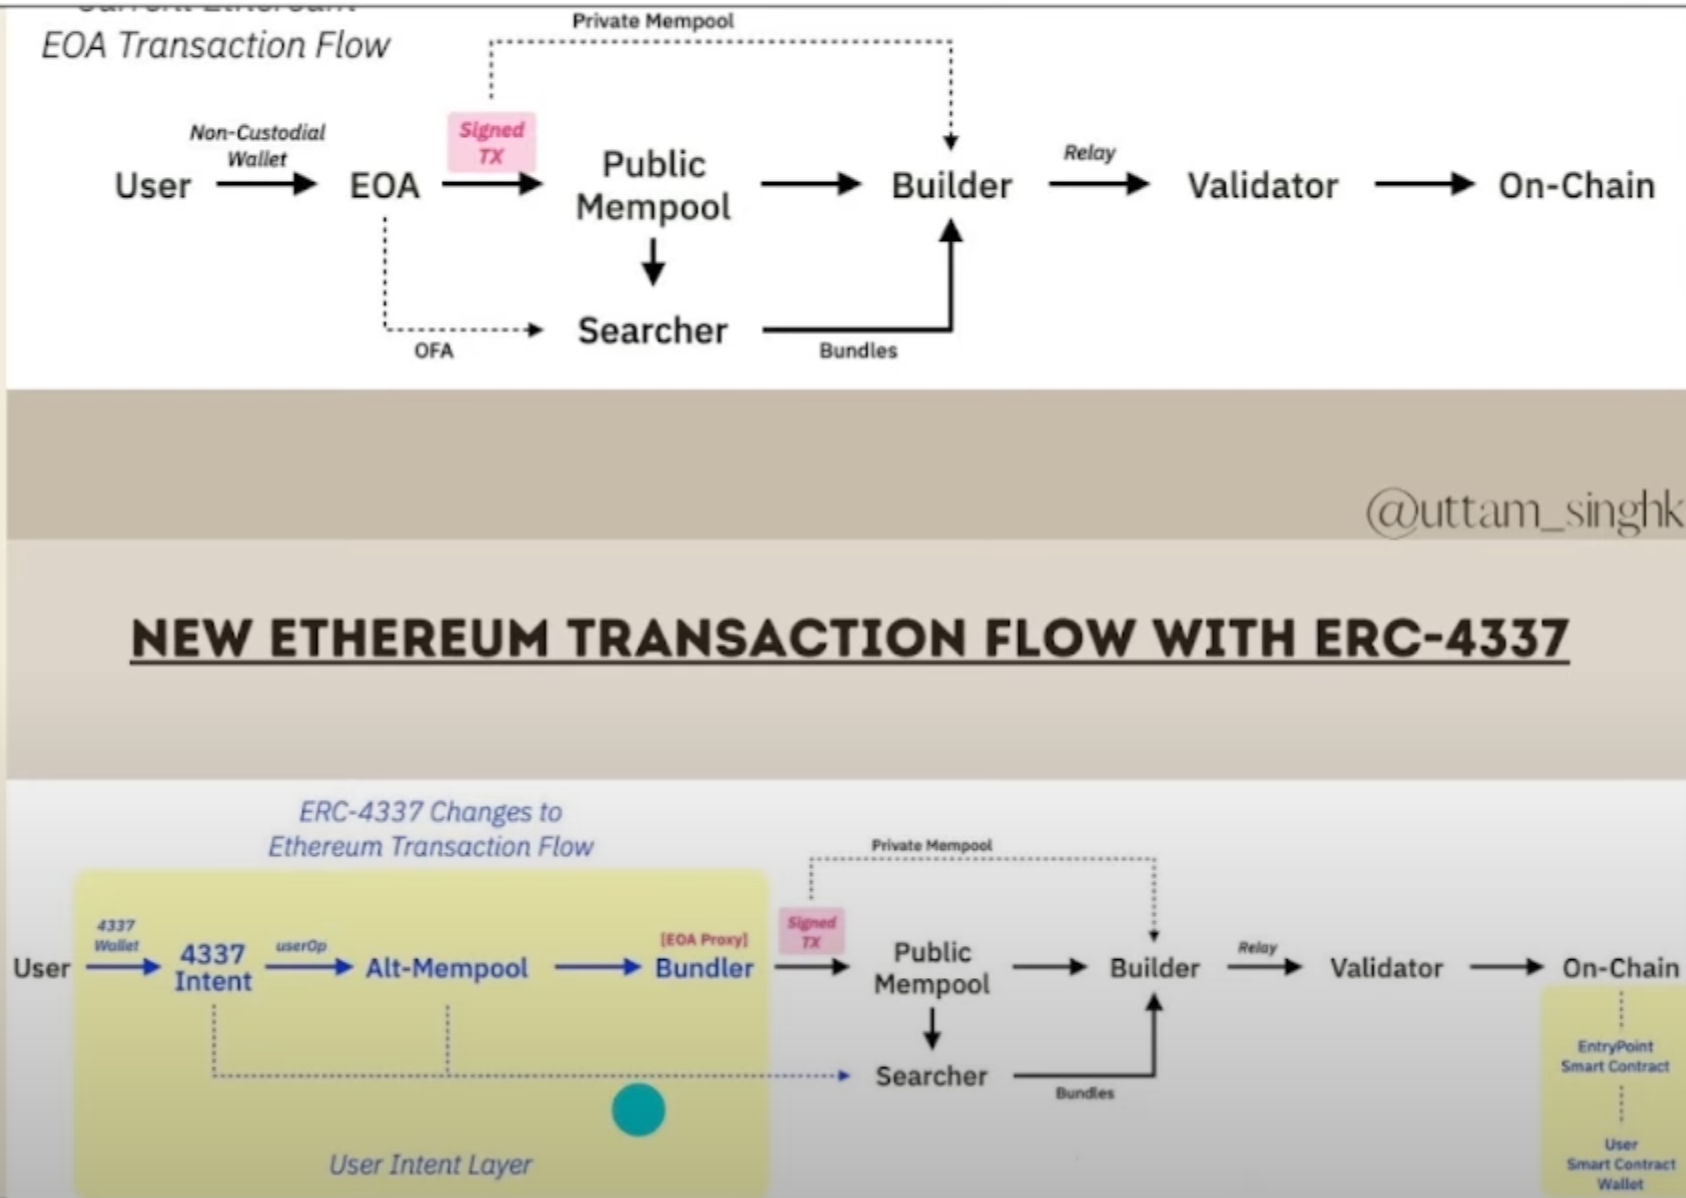 Current Ethereum
EOA Transaction Flow
Private Mempool
Non-Custodial
Wallet
Signed
TX
User
EOA
Public
Mempool
Builder
Relay
Validator
On-Chain
OFA
Searcher
Bundles
@uttam_singhk
NEW ETHEREUM TRANSACTION FLOW WITH ERC-4337
ERC-4337 Changes to
Ethereum Transaction Flow
Private Mempool
4337
Wallet
User
4337
Intent
userOp
Alt-Mempool
[EOA Proxy]
Bundler
Signed
TX
Public
Mempool
Builder
Relay
Validator
On-Chain
Searcher
Bundles
EntryPoint
Smart Contract
User
Smart Contract
Wallet
User Intent Layer